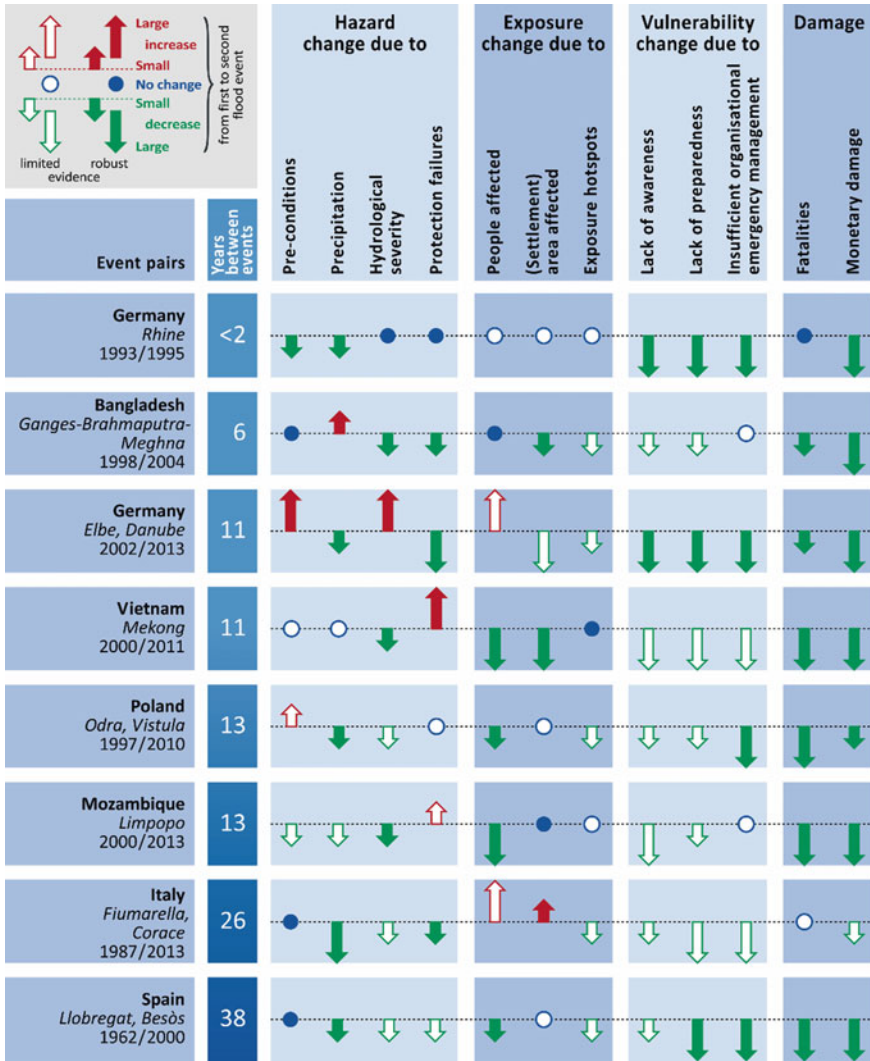 Large
increase
Small
No change
Small
decrease
Large
limited robust
evidence
from first to second
flood event
Hazard
change due to
Exposure
change due to
Vulnerability
change due to
Damage
Event pairs
Years
between
events
Pre-conditions
Precipitation
Hydrological
severity
Protection failures
People affected
(Settlement)
area affected
Exposure hotspots
Lack of awareness
Lack of preparedness
Insufficient organisational
emergency management
Fatalities
Monetary damage
Germany
Rhine
1993/1995
<2
Bangladesh
Ganges-Brahmaputra-
Meghna
1998/2004
6
Germany
Elbe, Danube
2002/2013
11
Vietnam
Mekong
2000/2011
11
Poland
Odra, Vistula
1997/2010
13
Mozambique
Limpopo
2000/2013
13
Italy
Fiumarella,
Corace
1987/2013
26
Spain
Llobregat, Besòs
1962/2000
38